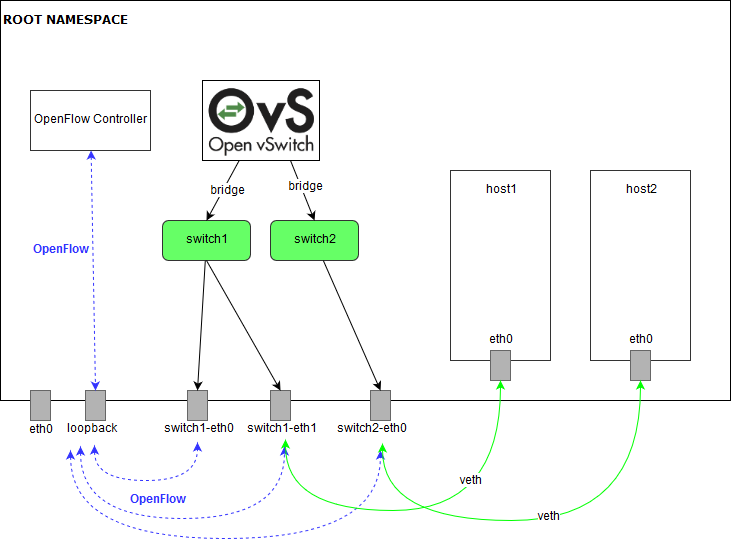 ROOT NAMESPACE
OpenFlow Controller
OvS
Open vSwitch
bridge
bridge
host1
host2
switch1
switch2
OpenFlow
eth0
eth0
eth0
loopback
switch1-eth0
switch1-eth1
switch2-eth0
OpenFlow
veth
veth